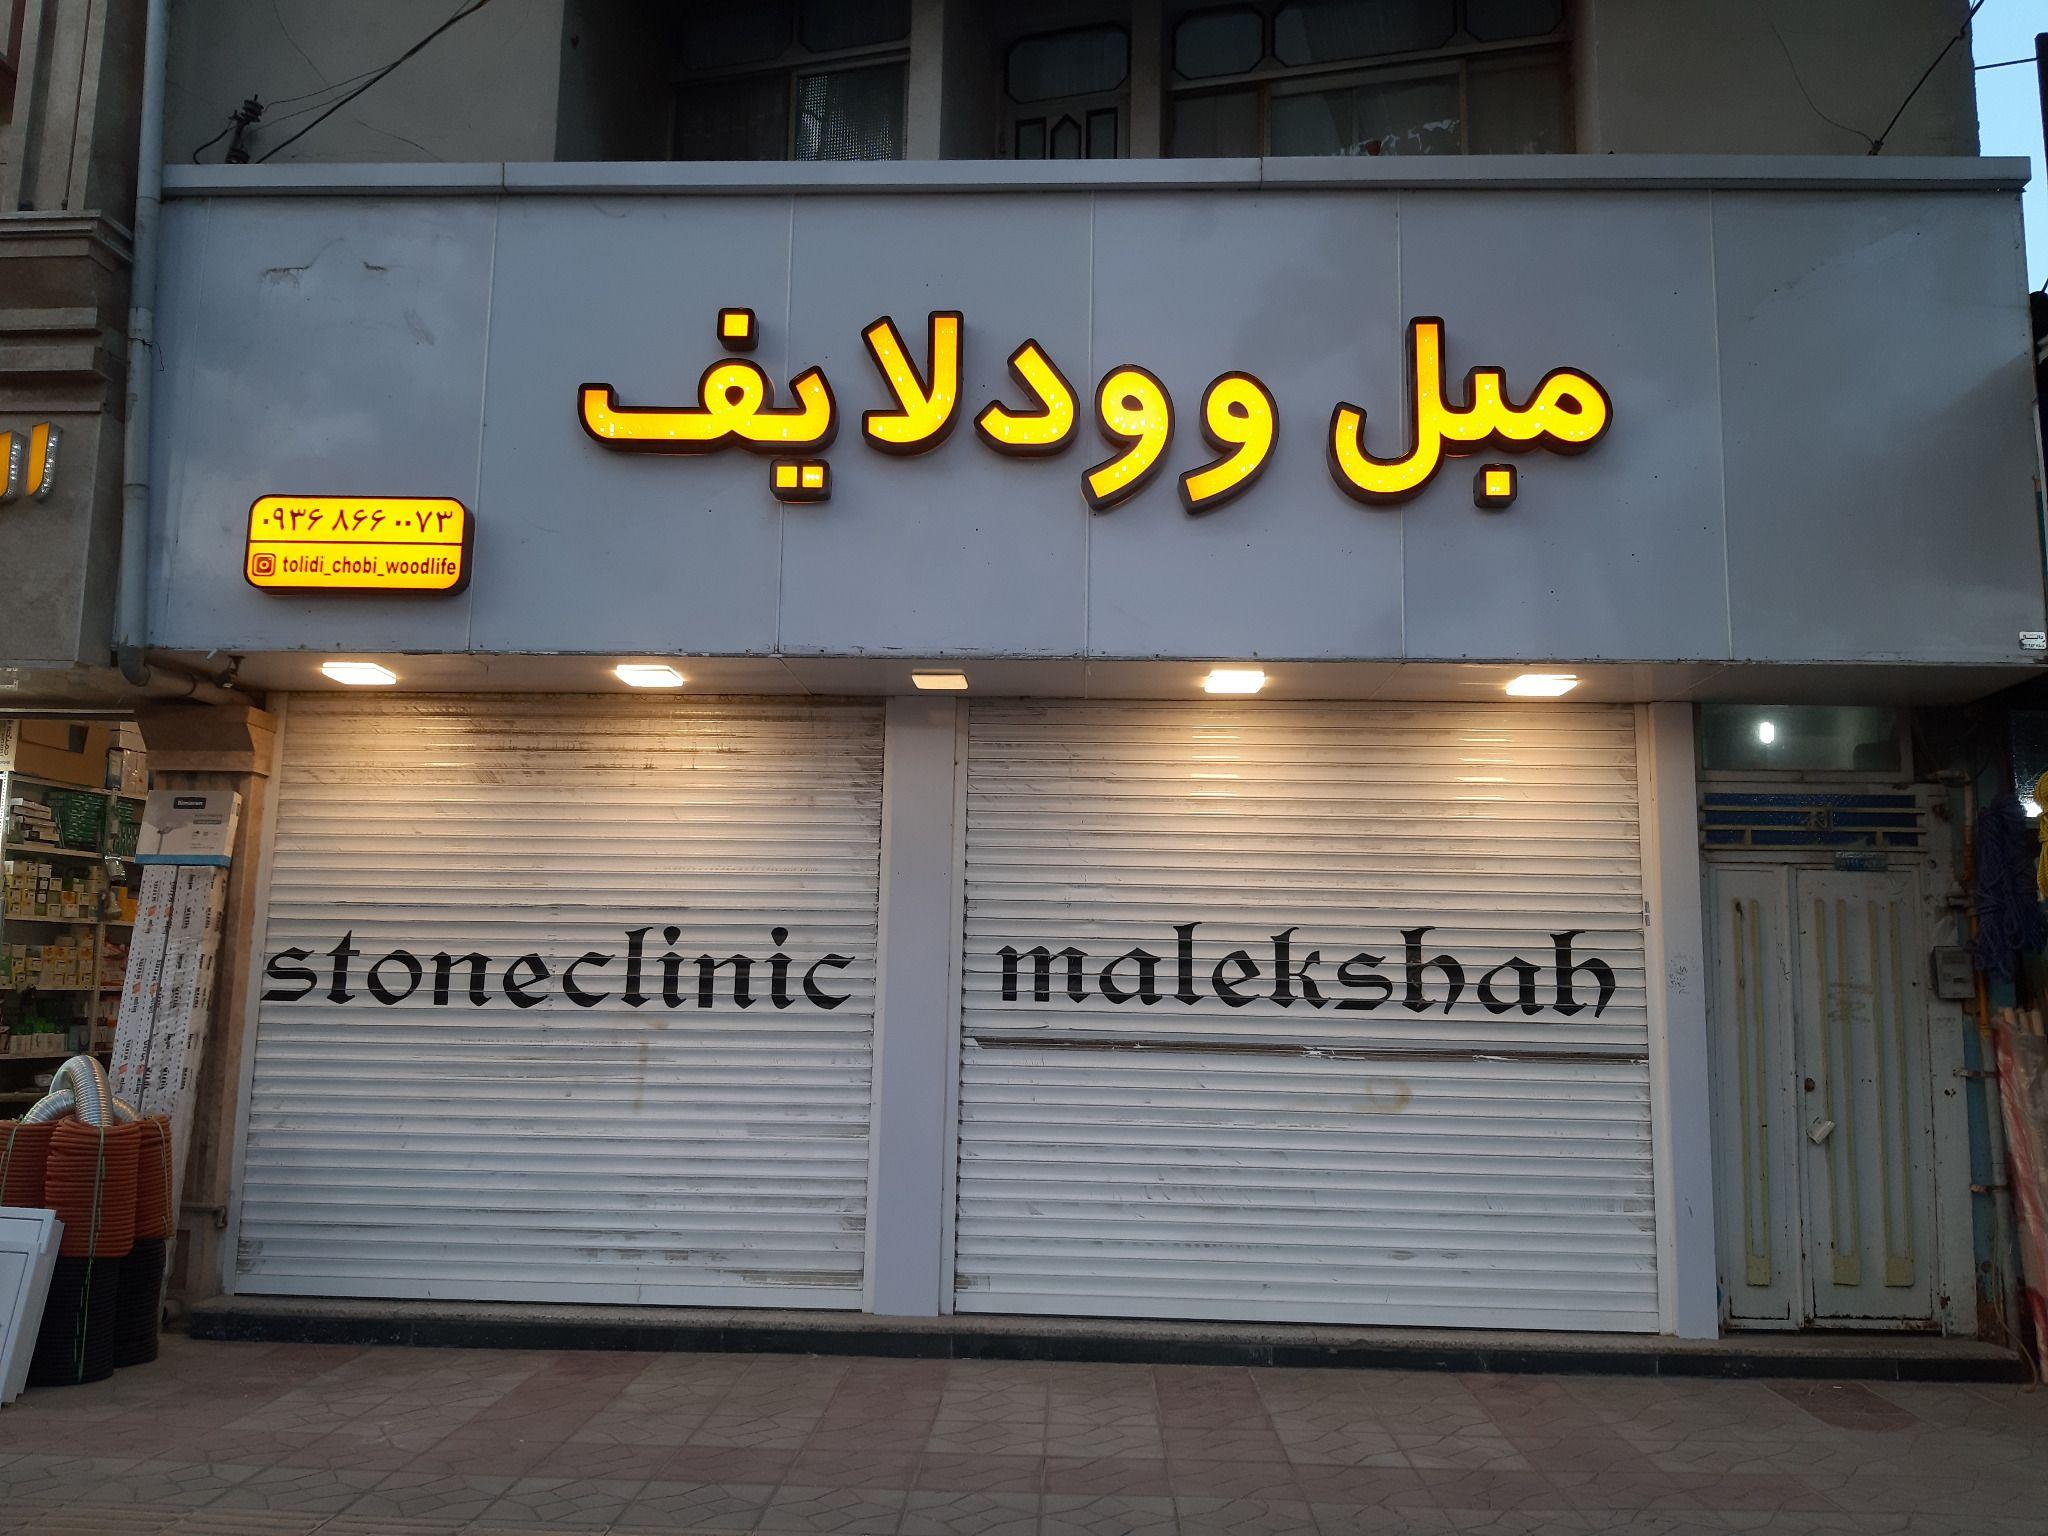 مبل وودلایف
۰۹۳۶ ۸۶۶ ۰۰۷۳
tolidi_chobi_woodlife
stoneclinic
malekshah